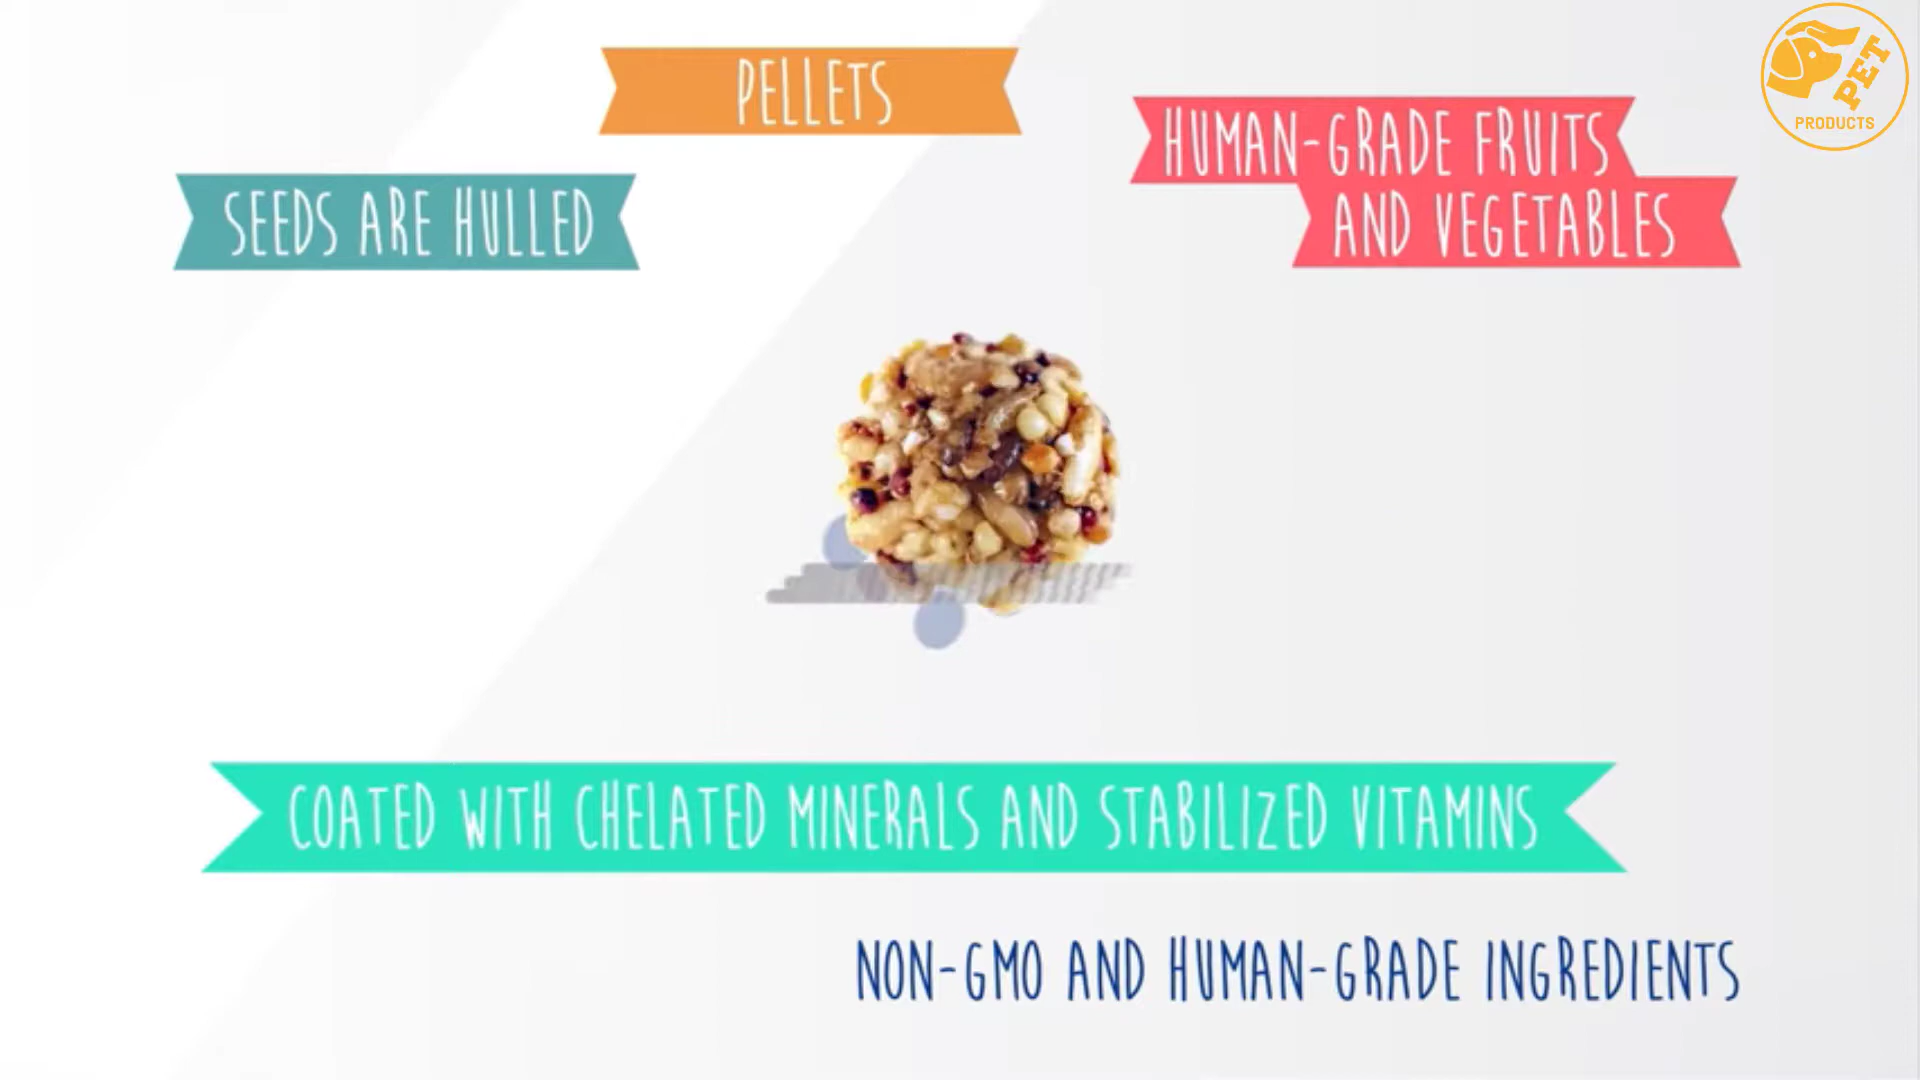 PELLETS
HUMAN-GRADE FRUITS
AND VEGETABLES
SEEDS ARE HULLED
COATED WITH CHELATED MINERALS AND STABILIZED VITAMINS
NON-GMO AND HUMAN-GRADE INGREDIENTS
PET
PRODUCTS